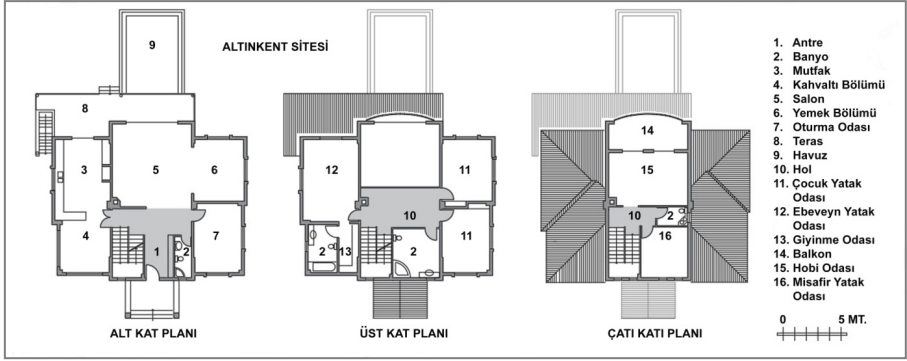 ALTINKENT SİTESİ
9
8
3
5
6
4
1
2
7
ALT KAT PLANI
12
11
10
11
2
13
2
ÜST KAT PLANI
14
15
10
2
16
ÇATI KATI PLANI
1. Antre
2. Banyo
3. Mutfak
4. Kahvaltı Bölümü
5. Salon
6. Yemek Bölümü
7. Oturma Odası
8. Teras
9. Havuz
10. Hol
11. Çocuk Yatak
Odası
12. Ebeveyn Yatak
Odası
13. Giyinme Odası
14. Balkon
15. Hobi Odası
16. Misafir Yatak
Odası
0 5 MT.